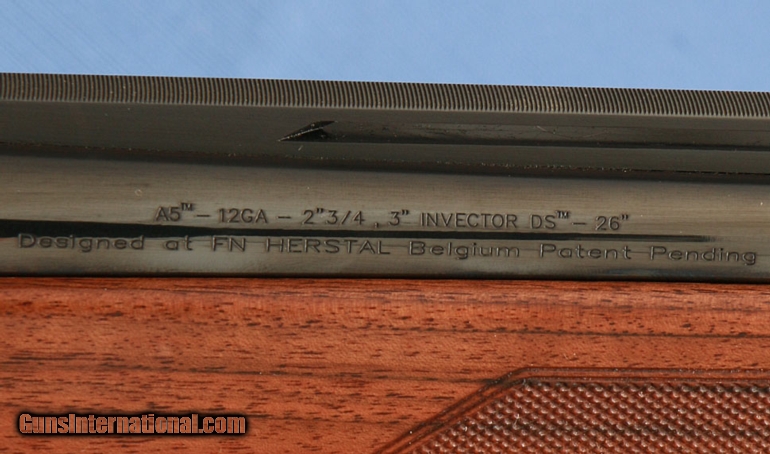 A5™ - 12GA - 2"3/4 , 3" INVECTOR DS™ - 26"
Designed at FN HERSTAL Belgium Patent Pending
GunsInternational.com